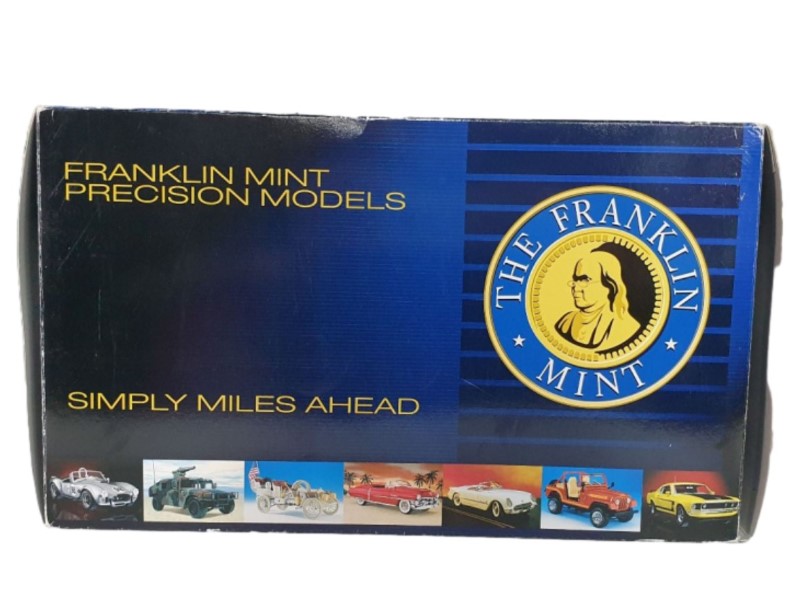 FRANKLIN MINT
PRECISION MODELS
THE FRANKLIN
MINT
SIMPLY MILES AHEAD